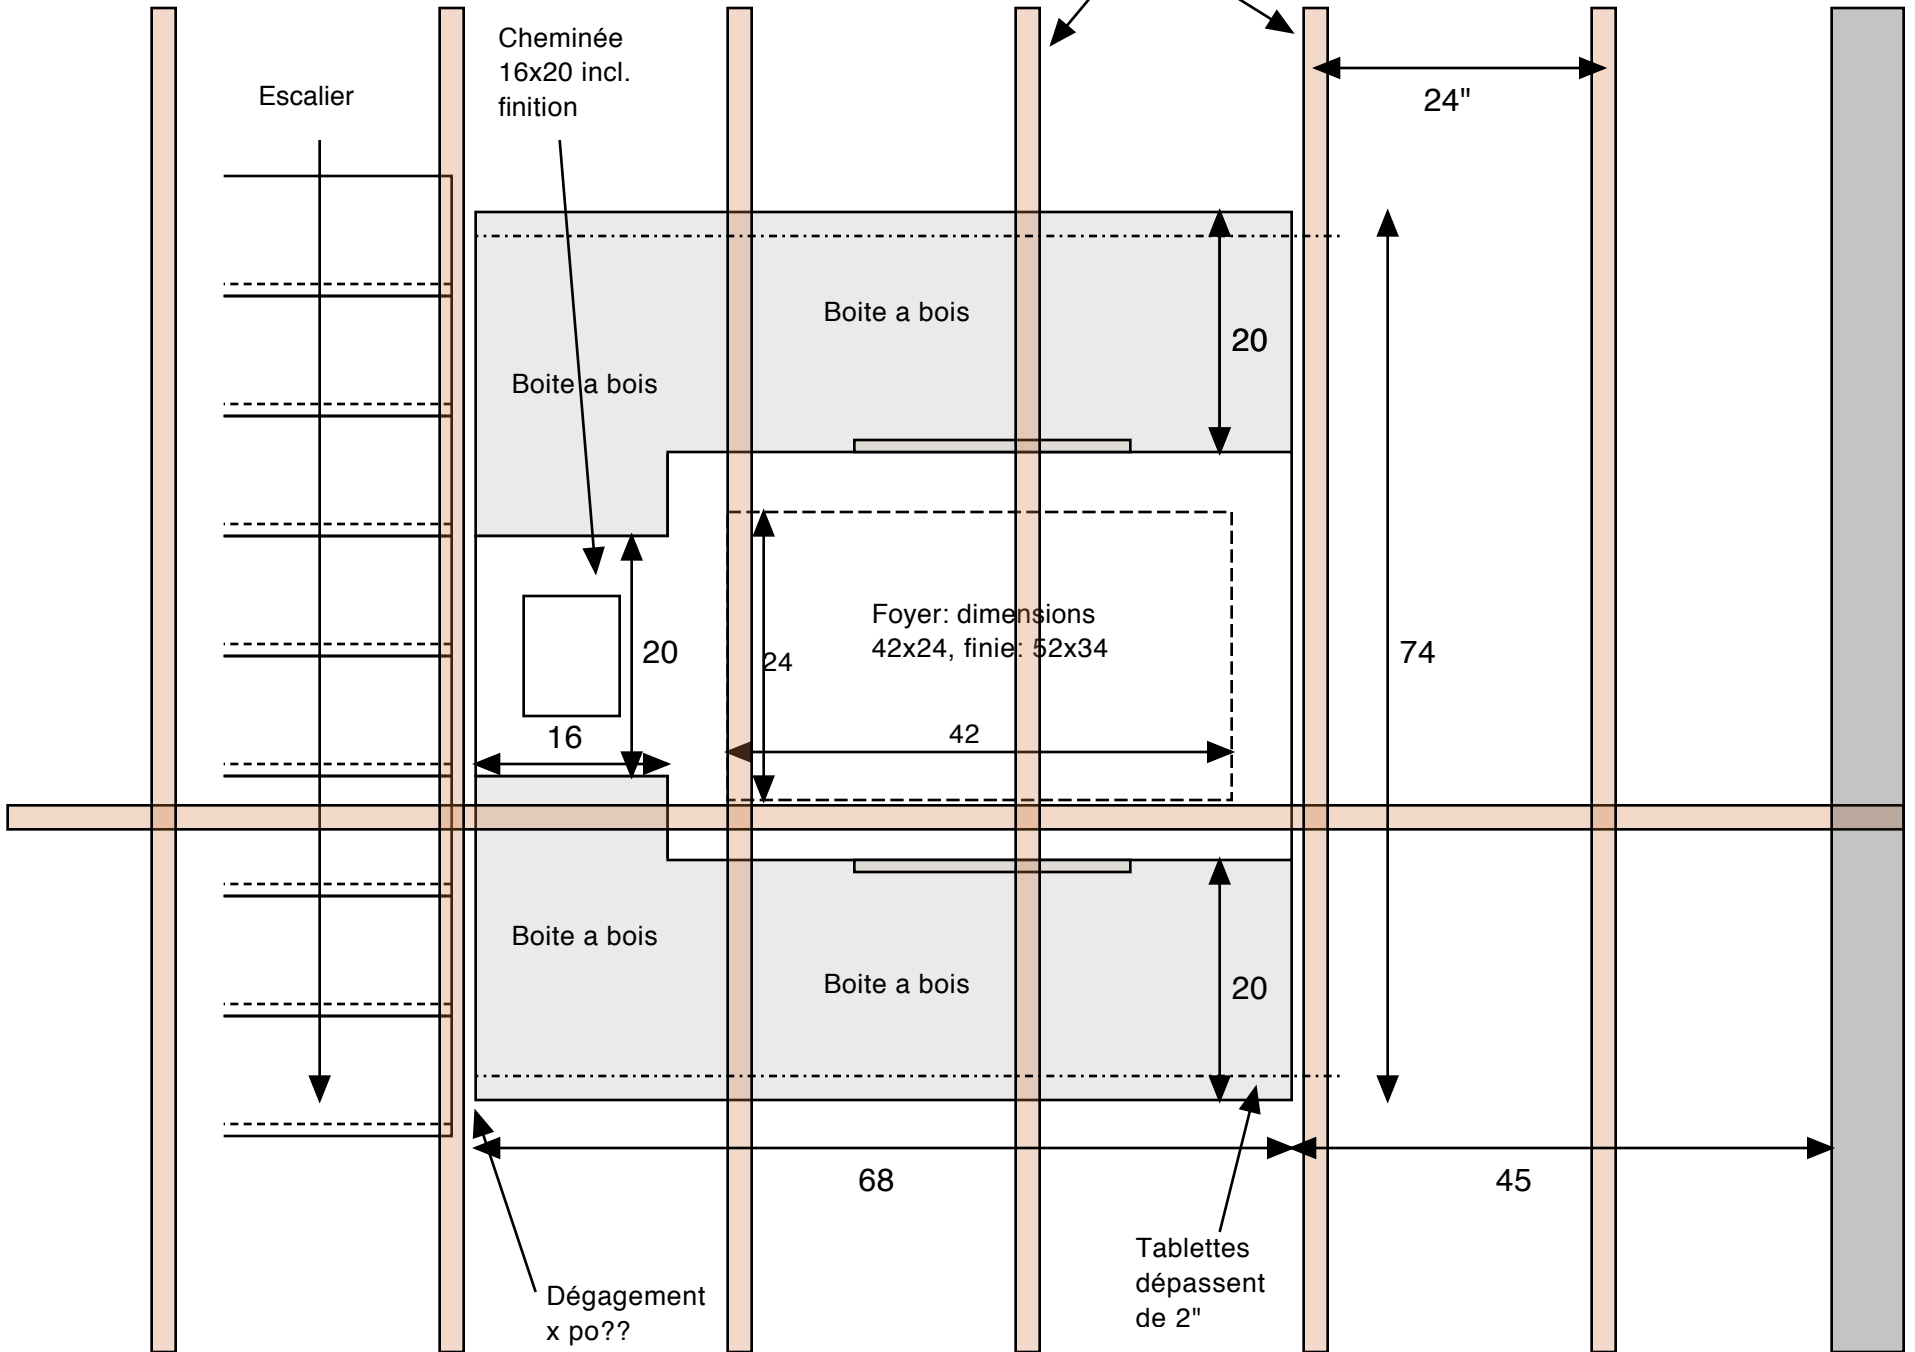 Cheminée
16x20 incl.
finition
Escalier
24"
Boite a bois
20
Boite a bois
Foyer: dimensions
42x24, finie: 52x34
20
24
74
16
42
Boite a bois
Boite a bois
20
68
45
Tablettes
dépassent
de 2"
Dégagement
x po??